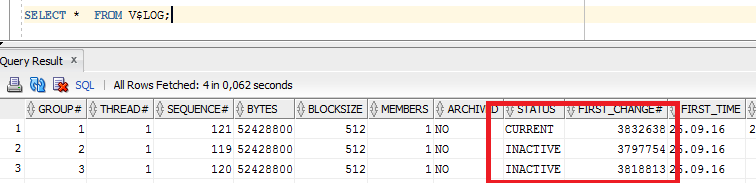 SELECT * FROM V$LOG;
Query Result x
SQL | All Rows Fetched: 4 in 0,062 seconds
GROUP# THREAD# SEQUENCE# BYTES BLOCKSIZE MEMBERS ARCHIVED STATUS FIRST_CHANGE# FIRST_TIME
1 1 1 121 52428800 512 1 NO CURRENT 3832638 26.09.16 2
2 2 1 119 52428800 512 1 NO INACTIVE 3797754 26.09.16
3 3 1 120 52428800 512 1 NO INACTIVE 3818813 26.09.16